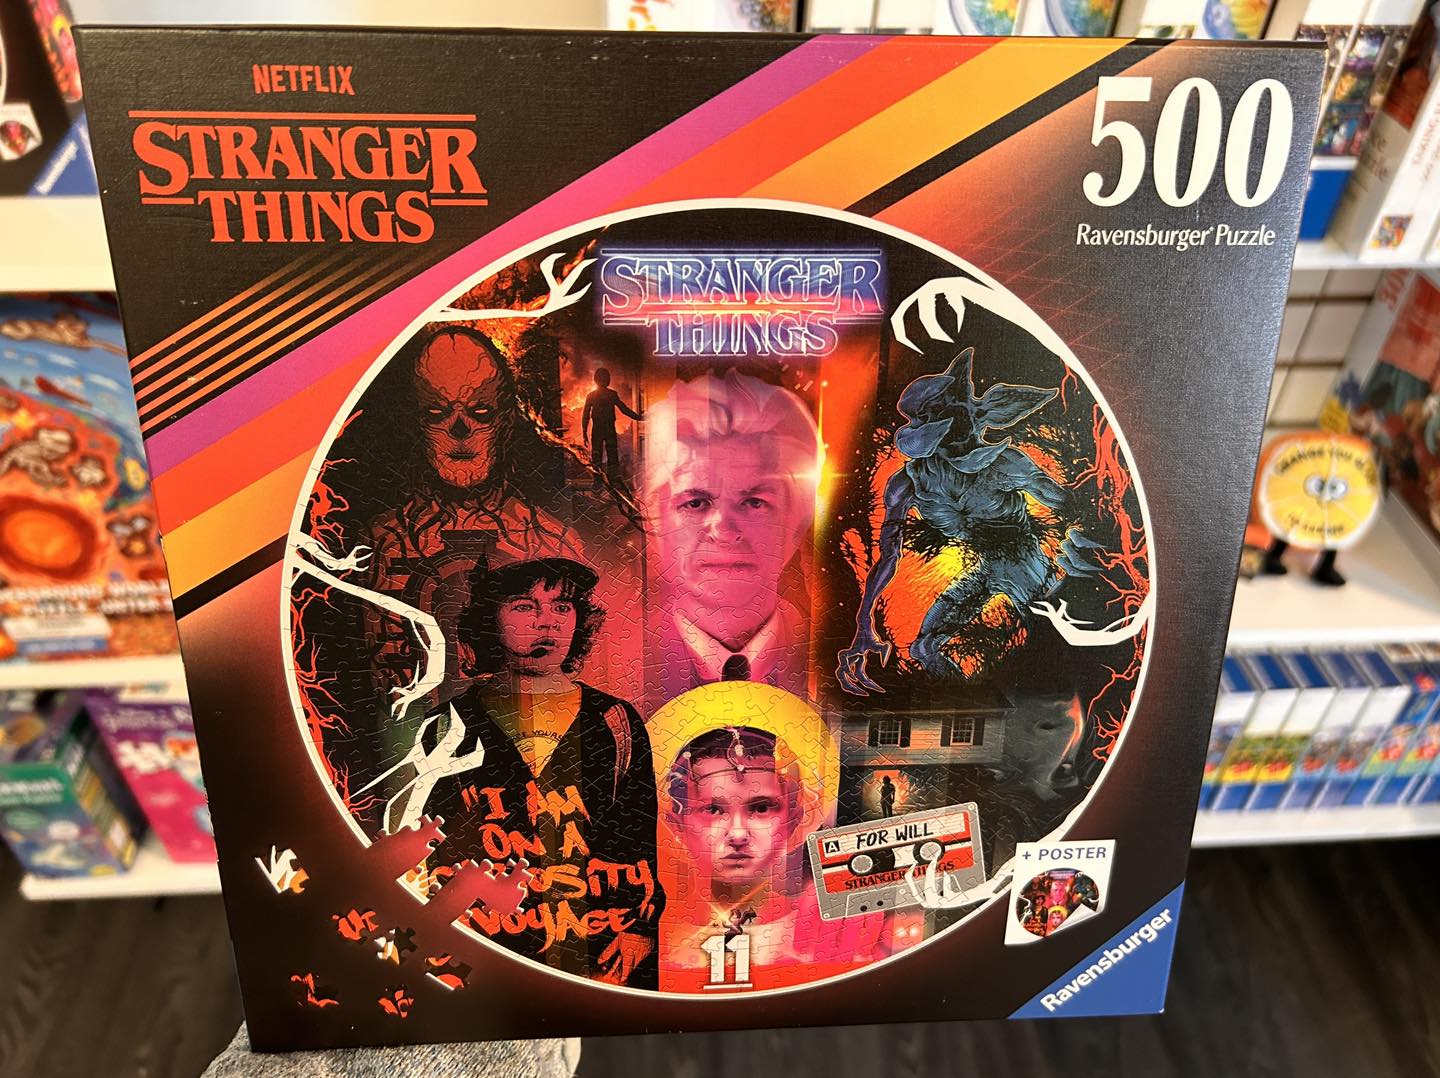 NETFLIX
STRANGER
THINGS
500
Ravensburger® Puzzle
STRANGER
THINGS
"I AM
ON A
VOYAGE"
A FOR WILL
11
+ POSTER
Ravensburger